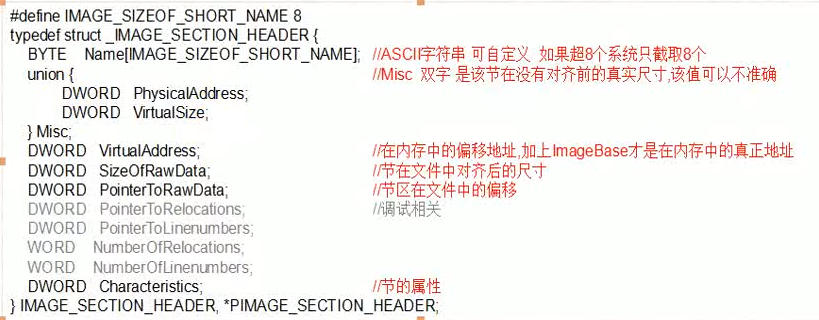 #define IMAGE_SIZEOF_SHORT_NAME 8
typedef struct _IMAGE_SECTION_HEADER {
BYTE Name[IMAGE_SIZEOF_SHORT_NAME]; //ASCII字符串 可自定义 如果超8个系统只截取8个
union { //Misc 双字 是该节在没有对齐前的真实尺寸,该值可以不准确
DWORD PhysicalAddress;
DWORD VirtualSize;
} Misc;
DWORD VirtualAddress; //在内存中的偏移地址,加上ImageBase才是在内存中的真正地址
DWORD SizeOfRawData; //节在文件中对齐后的尺寸
DWORD PointerToRawData; //节区在文件中的偏移
DWORD PointerToRelocations; //调试相关
DWORD PointerToLinenumbers;
WORD NumberOfRelocations;
WORD NumberOfLinenumbers;
DWORD Characteristics; //节的属性
} IMAGE_SECTION_HEADER, *PIMAGE_SECTION_HEADER;